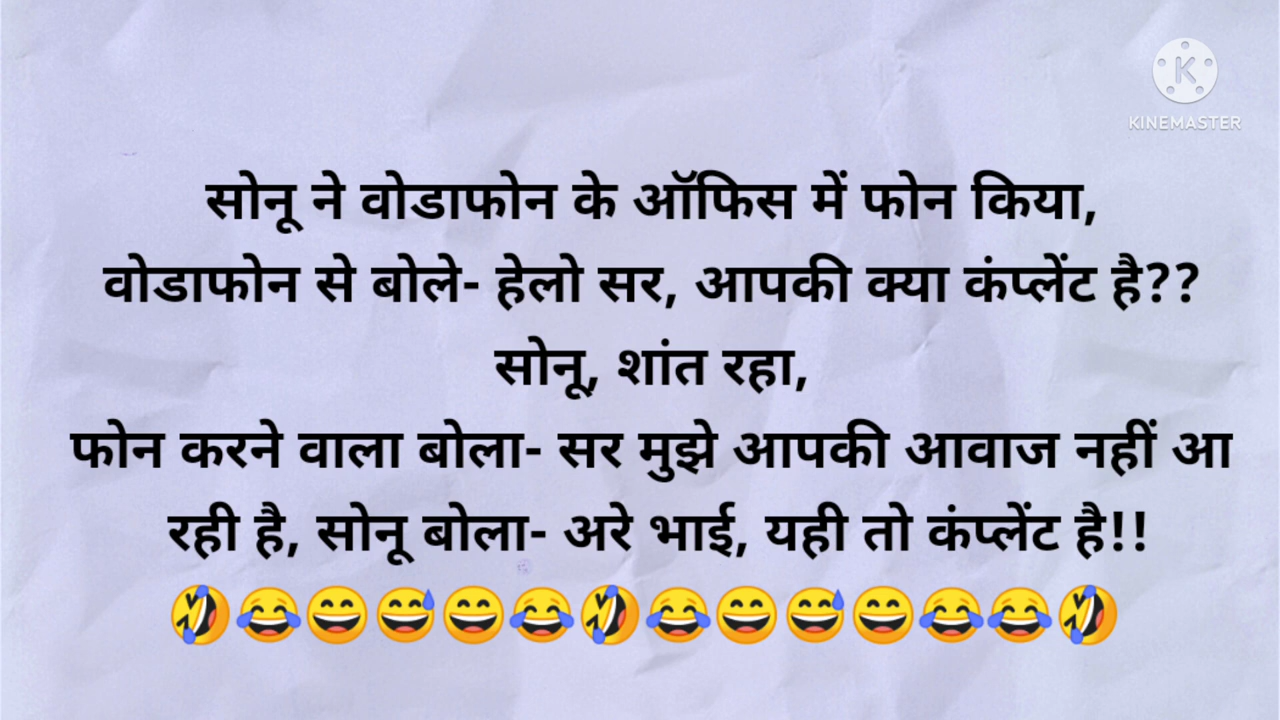 KINEMASTER
सोनू ने वोडाफोन के ऑफिस में फोन किया,
वोडाफोन से बोले- हेलो सर, आपकी क्या कंप्लेंट है??
सोनू, शांत रहा,
फोन करने वाला बोला- सर मुझे आपकी आवाज नहीं आ
रही है, सोनू बोला- अरे भाई, यही तो कंप्लेंट है!!
🤣😂😄😅😄😂🤣😂😄😅😄😂😂🤣